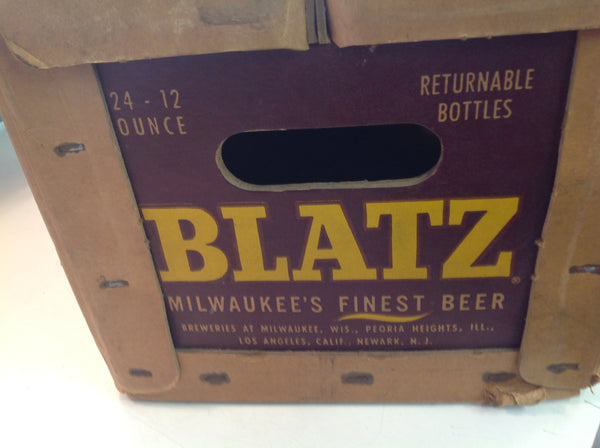 24 - 12
OUNCE
RETURNABLE
BOTTLES
BLATZ®
MILWAUKEE'S FINEST BEER
BREWERIES AT MILWAUKEE, WIS., PEORIA HEIGHTS, ILL.,
LOS ANGELES, CALIF., NEWARK, N. J.